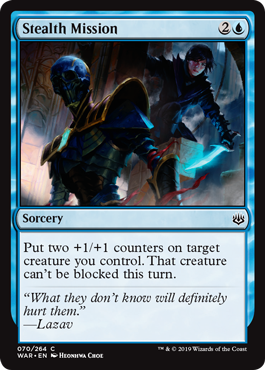 Stealth Mission 2
Sorcery
Put two +1/+1 counters on target
creature you control. That creature
can't be blocked this turn.
“What they don't know will definitely
hurt them.”
—Lazav
070/264 C
WAR • EN Heonhwa Choe
™ & © 2019 Wizards of the Coast